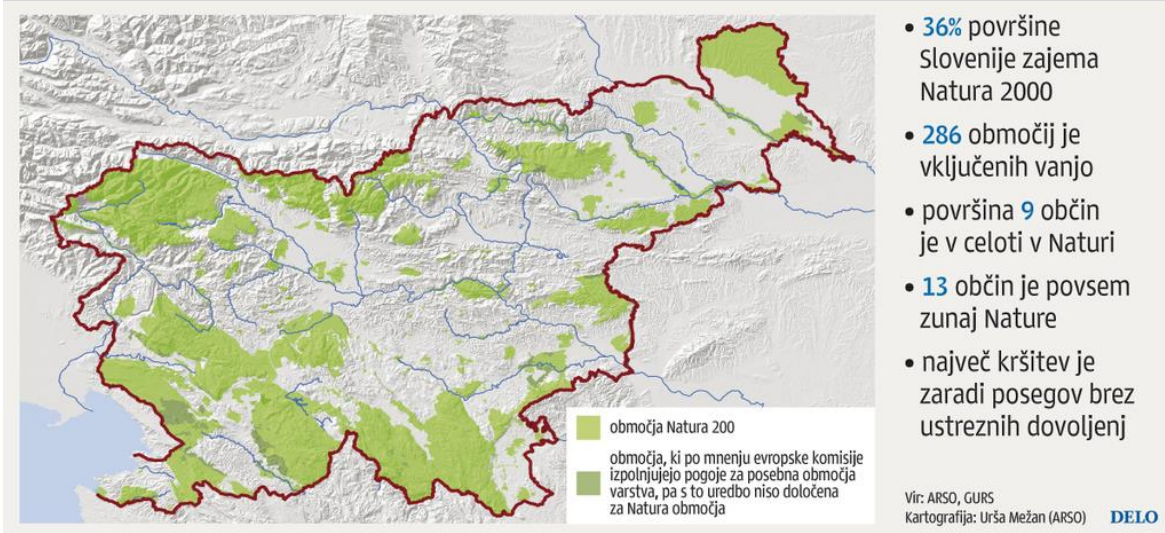 • 36% površine
Slovenije zajema
Natura 2000
• 286 območij je
vključenih vanjo
• površina 9 občin
je v celoti v Naturi
• 13 občin je povsem
zunaj Nature
• največ kršitev je
zaradi posegov brez
ustreznih dovoljenj
območja Natura 200
območja, ki po mnenju evropske komisije
izpolnjujejo pogoje za posebna območja
varstva, pa s to uredbo niso določena
za Natura območja
Vir: ARSO, GURS
Kartografija: Urša Mežan (ARSO) DELO